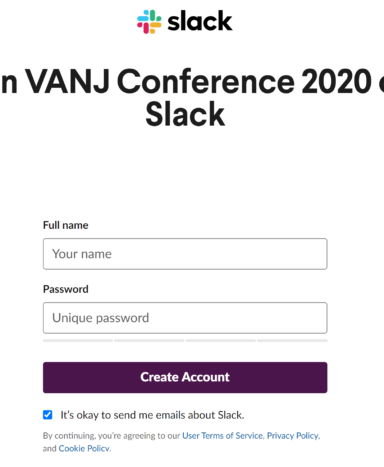 slack
n VANJ Conference 2020
Slack
Full name
Your name
Password
Unique password
Create Account
It's okay to send me emails about Slack.
By continuing, you're agreeing to our User Terms of Service, Privacy Policy,
and Cookie Policy.